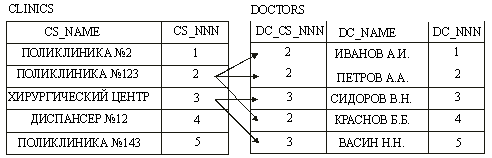 CLINICS DOCTORS
CS_NAME CS_NNN DC_CS_NNN DC_NAME DC_NNN
ПОЛИКЛИНИКА №2 1 2 ИВАНОВ А.И. 1
ПОЛИКЛИНИКА №123 2 2 ПЕТРОВ А.А. 2
ХИРУРГИЧЕСКИЙ ЦЕНТР 3 3 СИДОРОВ В.Н. 3
ДИСПАНСЕР №12 4 2 КРАСНОВ Б.Б. 4
ПОЛИКЛИНИКА №143 5 3 ВАСИН Н.Н. 5